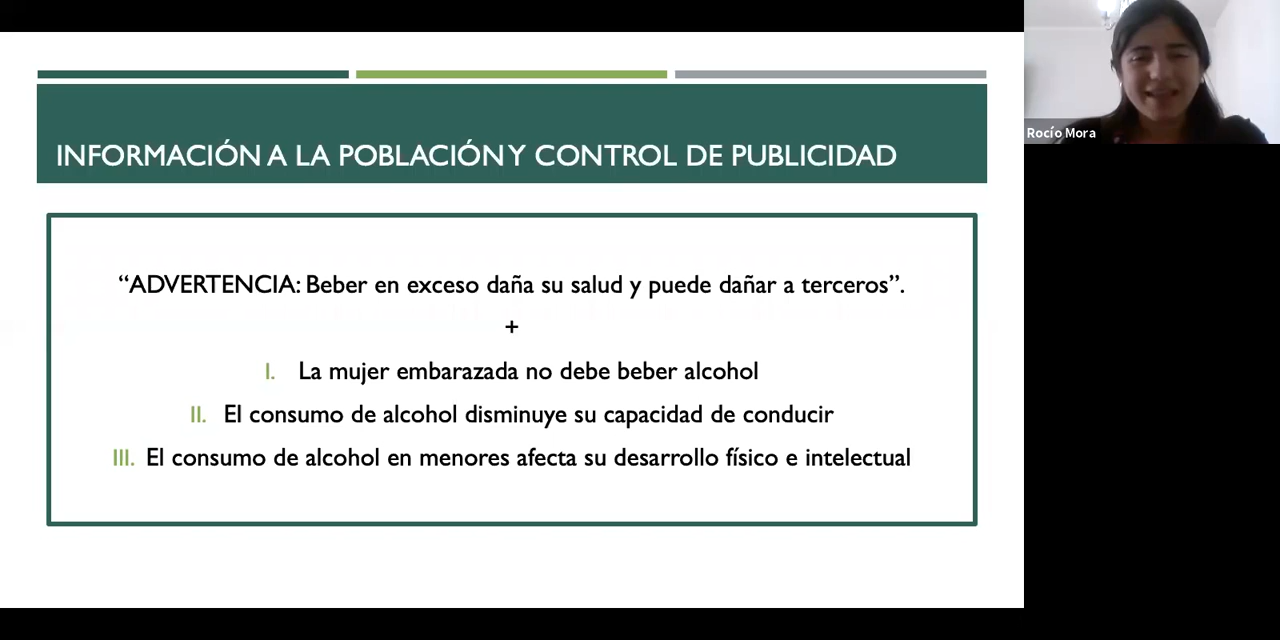 INFORMACIÓN A LA POBLACIÓN Y CONTROL DE PUBLICIDAD
“ADVERTENCIA: Beber en exceso daña su salud y puede dañar a terceros”.
+
I. La mujer embarazada no debe beber alcohol
II. El consumo de alcohol disminuye su capacidad de conducir
III. El consumo de alcohol en menores afecta su desarrollo físico e intelectual
Rocío Mora